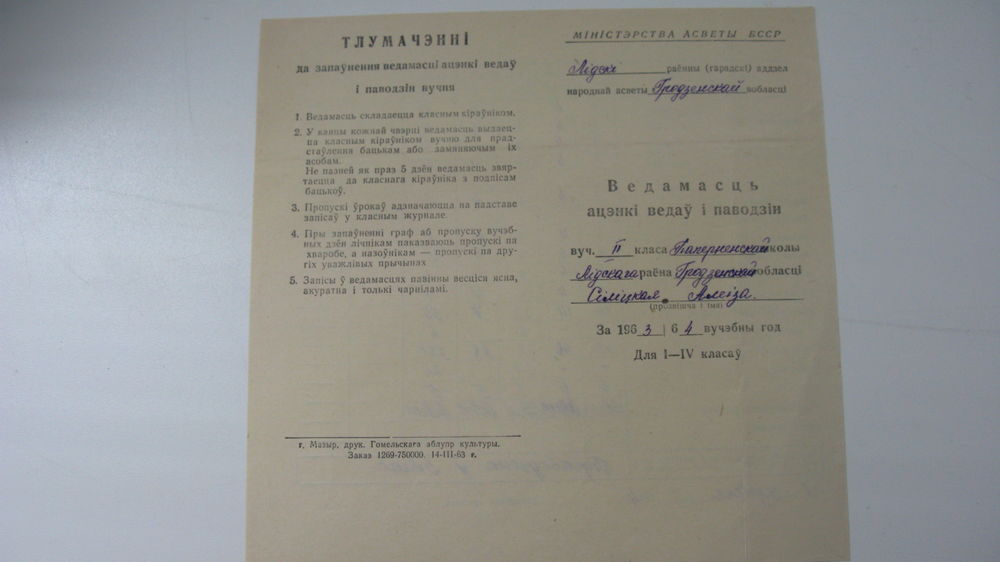 ТЛУМАЧЭННІ
да запаўнення ведамасці ацэнкі ведаў
і паводзін вучня
1. Ведамасць складаецца класным кіраўніком.
2. У канцы кожнай чвэрці ведамасць выдаец-
ца класным кіраўніком вучню для прад-
стаўлення бацькам або замяняючым іх
асобам.
Не пазней як праз 5 дзён ведамасць звяр-
таецца да класнага кіраўніка з подпісам
бацькоў.
3. Пропускі ўрокаў адзначаюцца на падставе
запісаў у класным журнале.
4. Пры запаўненні граф аб пропуску вучэб-
ных дзён лічнікам паказваюць пропускі па
хваробе, а назоўнікам — пропускі па дру-
гіх уважлівых прычынах
5. Запісы ў ведамасцях павінны весціся ясна,
акуратна і толькі чарніламі.
г. Мазыр, друк. Гомельскага аблупр культуры.
Заказ 1269-750000. 14-III-63 г.
МІНІСТЭРСТВА АСВЕТЫ БССР
Лідскі раённы (гарадскі) аддзел
народнай асветы Гродзенскай вобласці
Ведамасць
ацэнкі ведаў і паводзін
вуч. II класа школы
Лідскага раёна Гродзенскай вобласці
Сіліцкая
(прозвішча і імя)
За 1963 | 64 вучэбны год
Для I—IV класаў